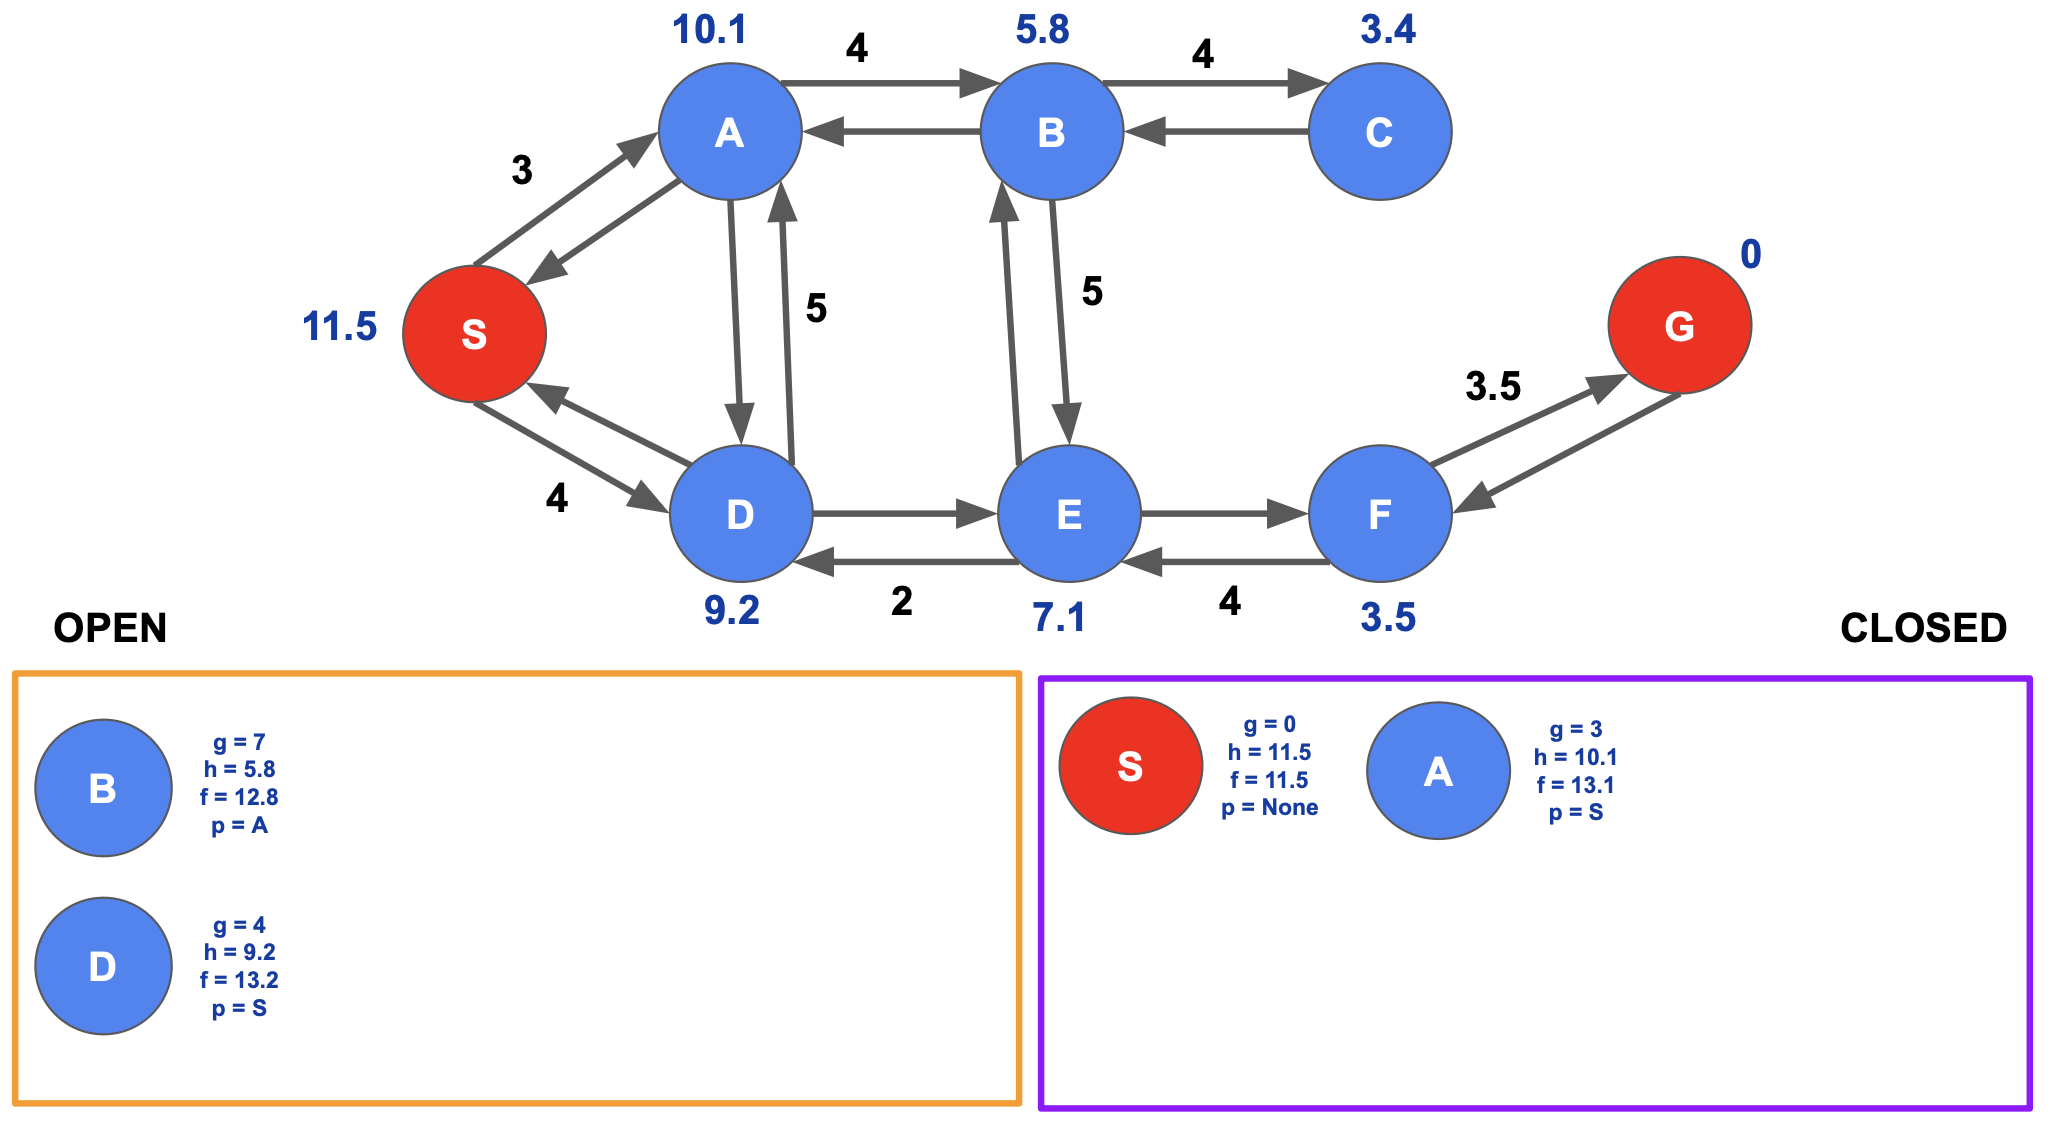 10.1
5.8
3.4
4
4
A
B
C
3
5
5
0
11.5
S
G
3.5
4
D
E
F
2
4
9.2
7.1
3.5
OPEN
CLOSED
B
g = 7
h = 5.8
f = 12.8
p = A
D
g = 4
h = 9.2
f = 13.2
p = S
S
g = 0
h = 11.5
f = 11.5
p = None
A
g = 3
h = 10.1
f = 13.1
p = S